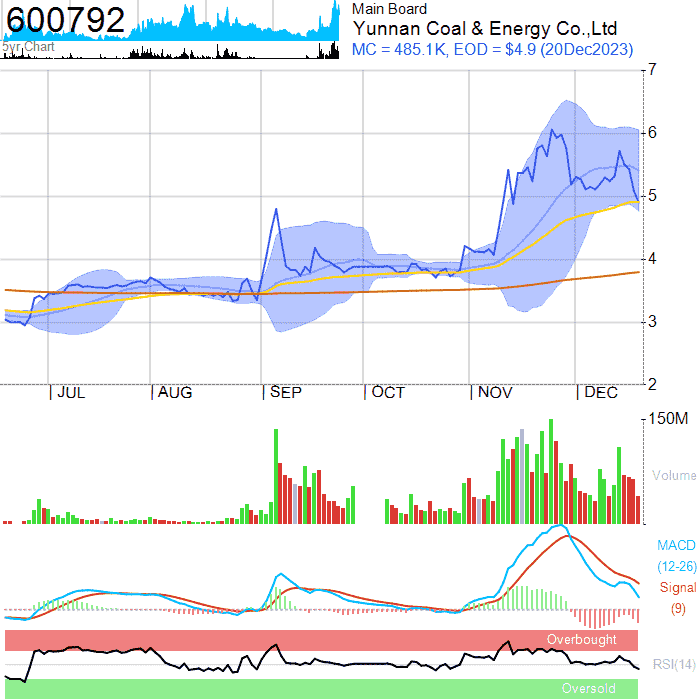 600792
5yr. Chart
Main Board
Yunnan Coal & Energy Co.,Ltd
MC = 485.1K, EOD = $4.9 (20Dec2023)
7
6
5
4
3
2
JUL AUG SEP OCT NOV DEC
150M
Volume
MACD
(12-26)
Signal
(9)
Overbought
RSI(14)
Oversold